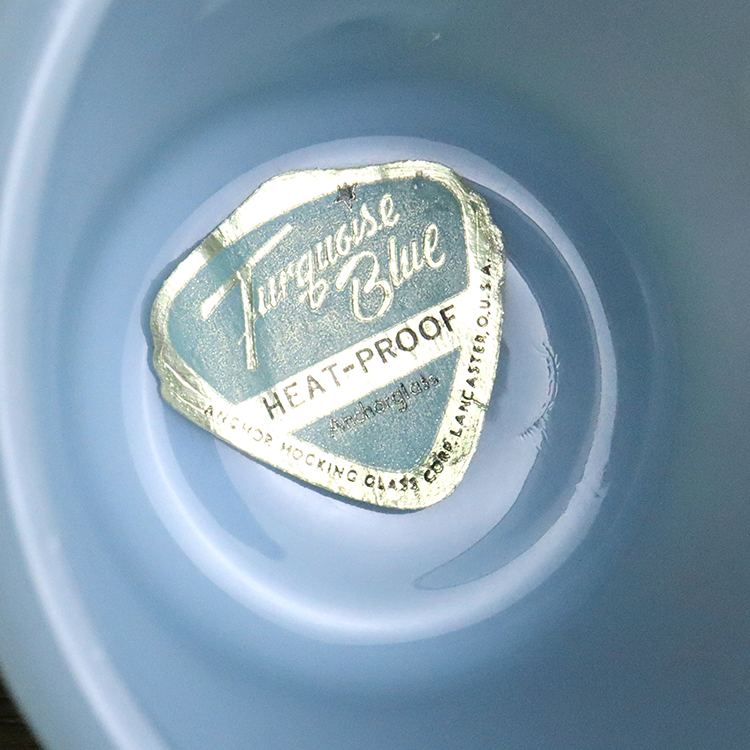 Turquoise
Blue
HEAT-PROOF
Anchorglass
ANCHOR HOCKING GLASS CORP. LANCASTER, O. U.S.A.